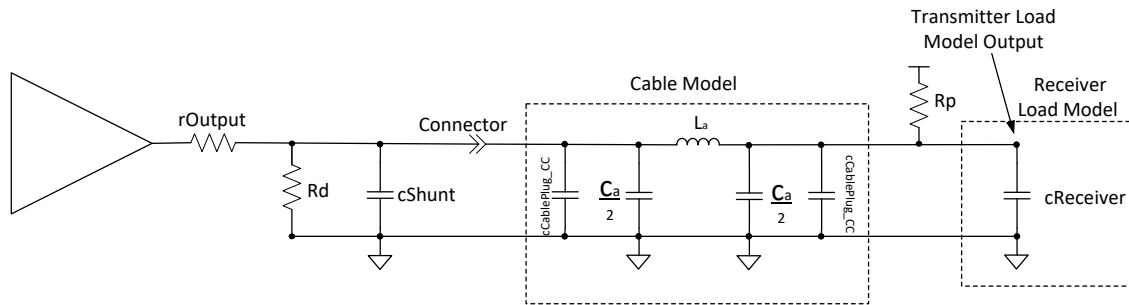 Transmitter Load
Model Output
Cable Model
Receiver
Load Model
rOutput
Connector
La
Rp
Rd
cShunt
cCablePlug_CC
Ca
2
Ca
2
cCablePlug_CC
cReceiver